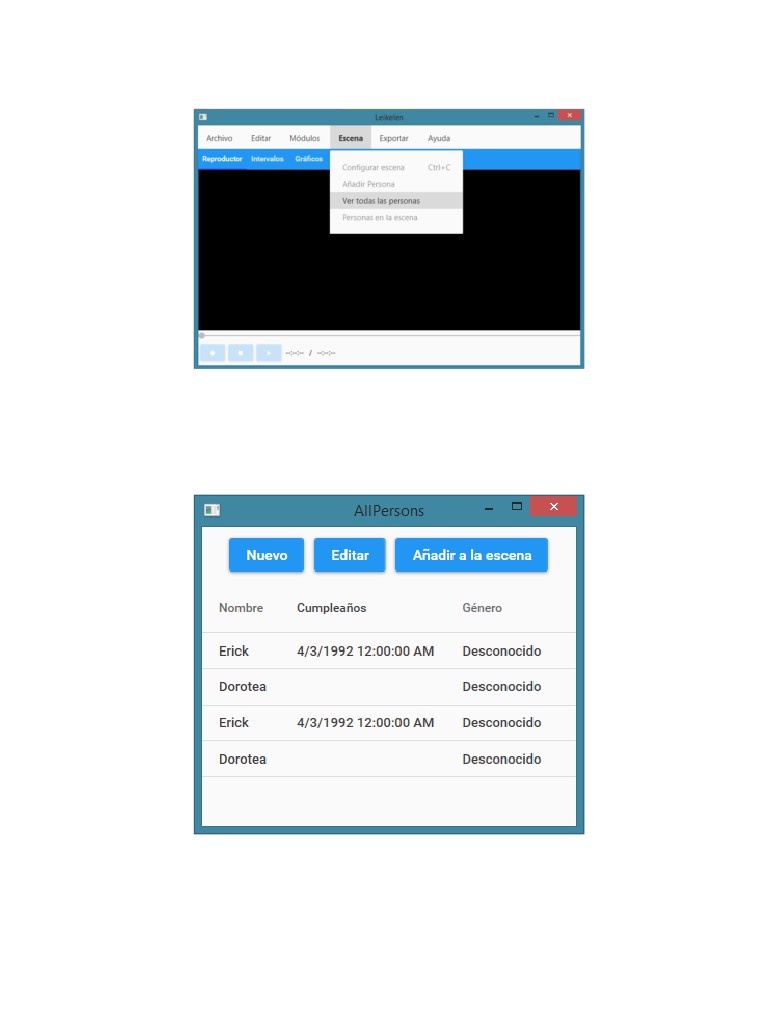 Leikelen
Archivo Editar Módulos Escena Exportar Ayuda
Reproductor Intervalos Gráficos
Configurar escena Ctrl+C
Añadir Persona
Ver todas las personas
Personas en la escena
--:--:-- / --:--:--
AllPersons
Nuevo Editar Añadir a la escena
Nombre Cumpleaños Género
Erick 4/3/1992 12:00:00 AM Desconocido
Dorotea Desconocido
Erick 4/3/1992 12:00:00 AM Desconocido
Dorotea Desconocido